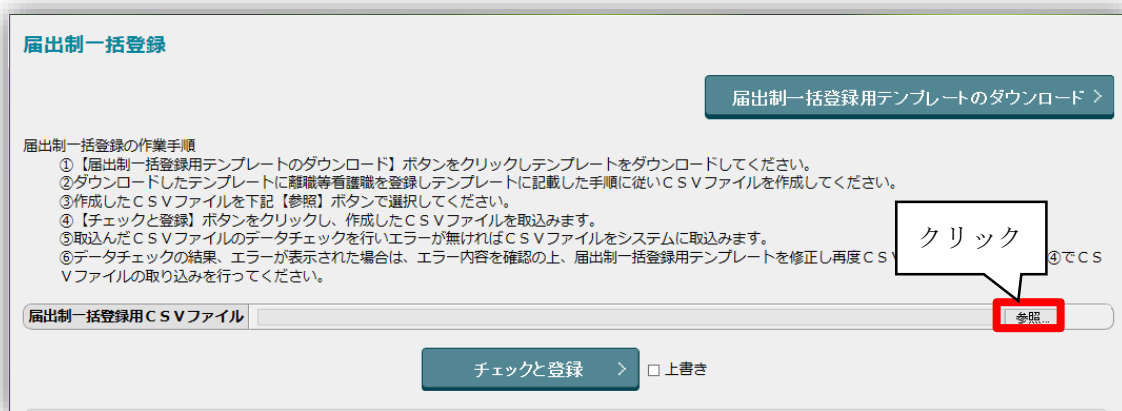 届出制一括登録
届出制一括登録用テンプレートのダウンロード >
届出制一括登録の作業手順
①【届出制一括登録用テンプレートのダウンロード】ボタンをクリックしテンプレートをダウンロードしてください。
②ダウンロードしたテンプレートに離職等看護職を登録しテンプレートに記載した手順に従いＣＳＶファイルを作成してください。
③作成したＣＳＶファイルを下記【参照】ボタンで選択してください。
④【チェックと登録】ボタンをクリックし、作成したＣＳＶファイルを取込みます。
⑤取込んだＣＳＶファイルのデータチェックを行いエラーが無ければＣＳＶファイルをシステムに取込みます。
クリック
⑥データチェックの結果、エラーが表示された場合は、エラー内容を確認の上、届出制一括登録用テンプレートを修正し再度ＣＳ ④でＣＳ
Ｖファイルの取り込みを行ってください。
届出制一括登録用ＣＳＶファイル 参照...
チェックと登録 > □ 上書き